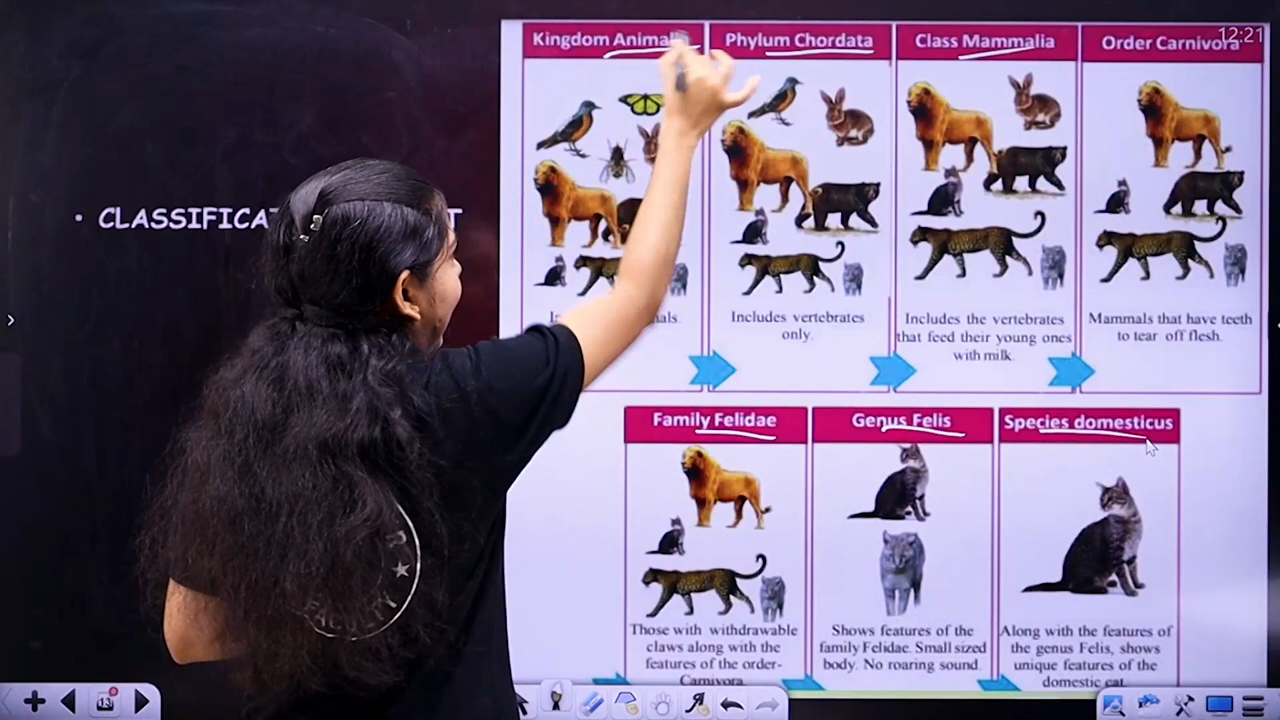 Kingdom Animalia
Phylum Chordata
Class Mammalia
Order Carnivora
12:21
• CLASSIFICA
T
Includes vertebrates
only.
Includes the vertebrates
that feed their young ones
with milk.
Mammals that have teeth
to tear off flesh.
Family Felidae
Genus Felis
Species domesticus
Those with withdrawable
claws along with the
features of the order-
Carnivora
Shows features of the
family Felidae. Small sized
body. No roaring sound.
Along with the features of
the genus Felis, shows
unique features of the
domestic cat
FACULTY
13